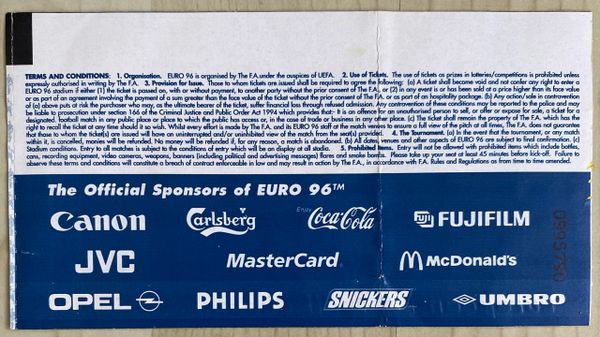 TERMS AND CONDITIONS: 1. Organisation. EURO 96 is organised by The F.A. under the auspices of UEFA. 2. Use of Tickets. The use of tickets as prizes in lotteries/competitions is prohibited unless
expressly authorised in writing by The F.A. 3. Provision for Issue. Those to whom tickets are issued shall be required to agree the following: (a) A ticket shall become void and not confer any right to enter a
EURO 96 stadium if either (1) the ticket is passed on, with or without payment, to another party without the prior consent of The F.A., or (2) in any event is or has been sold at a price higher than its face value
or as part of an agreement involving the payment of a sum greater than the face value of the ticket without the prior consent of The F.A. or as part of a hospitality package. (b) Any action/sale in contravention
of (a) above puts at risk the purchaser who may, as the ultimate bearer of the ticket, suffer financial loss through refused admission. Any contravention of these conditions may be reported to the police and may
be liable to prosecution under section 166 of the Criminal Justice and Public Order Act 1994 which provides that:- It is an offence for an unauthorised person to sell, or offer or expose for sale, a ticket for a
designated football match in any public place or place to which the public has access or, in the case of trade or business in any other place. (c) The ticket shall remain the property of The F.A. which has the
right to recall the ticket at any time should it so wish. Whilst every effort is made by The F.A. and its EURO 96 staff at the match venues to ensure a full view of the pitch at all times, The F.A. does not guarantee
that those to whom the ticket(s) are issued will have an uninterrupted and/or uninhibited view of the match from the seat(s) provided. 4. The Tournament. (a) In the event that the tournament, or any match
within it, is cancelled, monies will be refunded. No money will be refunded if, for any reason, a match is abandoned. (b) All dates, venues and other aspects of EURO 96 are subject to final confirmation. (c)
Stadium conditions. Entry to all matches is subject to the conditions of entry which will be on display at all stadia. 5. Prohibited Items. Entry will not be allowed with prohibited items which include bottles,
cans, recording equipment, video cameras, weapons, banners (including political and advertising messages) flares and smoke bombs. Please take up your seat at least 45 minutes before kick-off. Failure to
observe these terms and conditions will constitute a breach of contract enforceable in law and may result in action by The F.A., in accordance with F.A. Rules and Regulations as from time to time amended.
The Official Sponsors of EURO 96™
Canon Carlsberg Enjoy Coca-Cola FUJI FUJIFILM
JVC MasterCard McDonald's
OPEL PHILIPS SNICKERS UMBRO